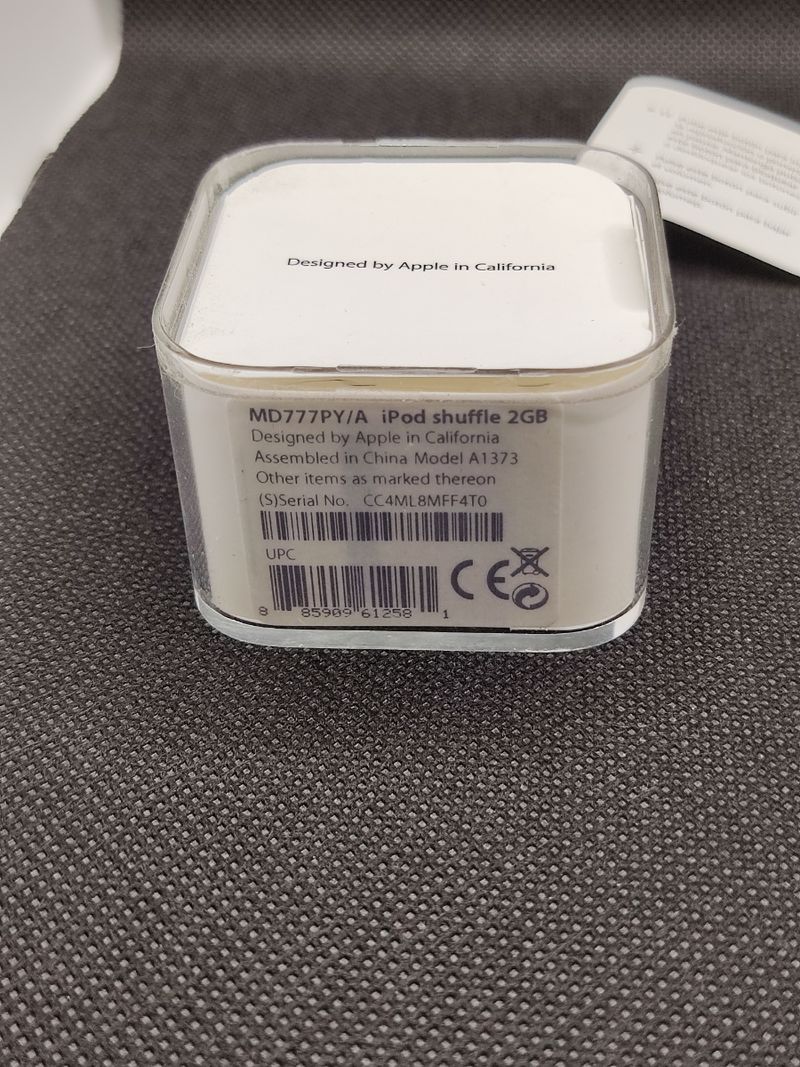 Designed by Apple in California
MD777PY/A iPod shuffle 2GB
Designed by Apple in California
Assembled in China Model A1373
Other items as marked thereon
(S)Serial No. CC4ML8MFF4T0
UPC
8 85909 61258 1
CE